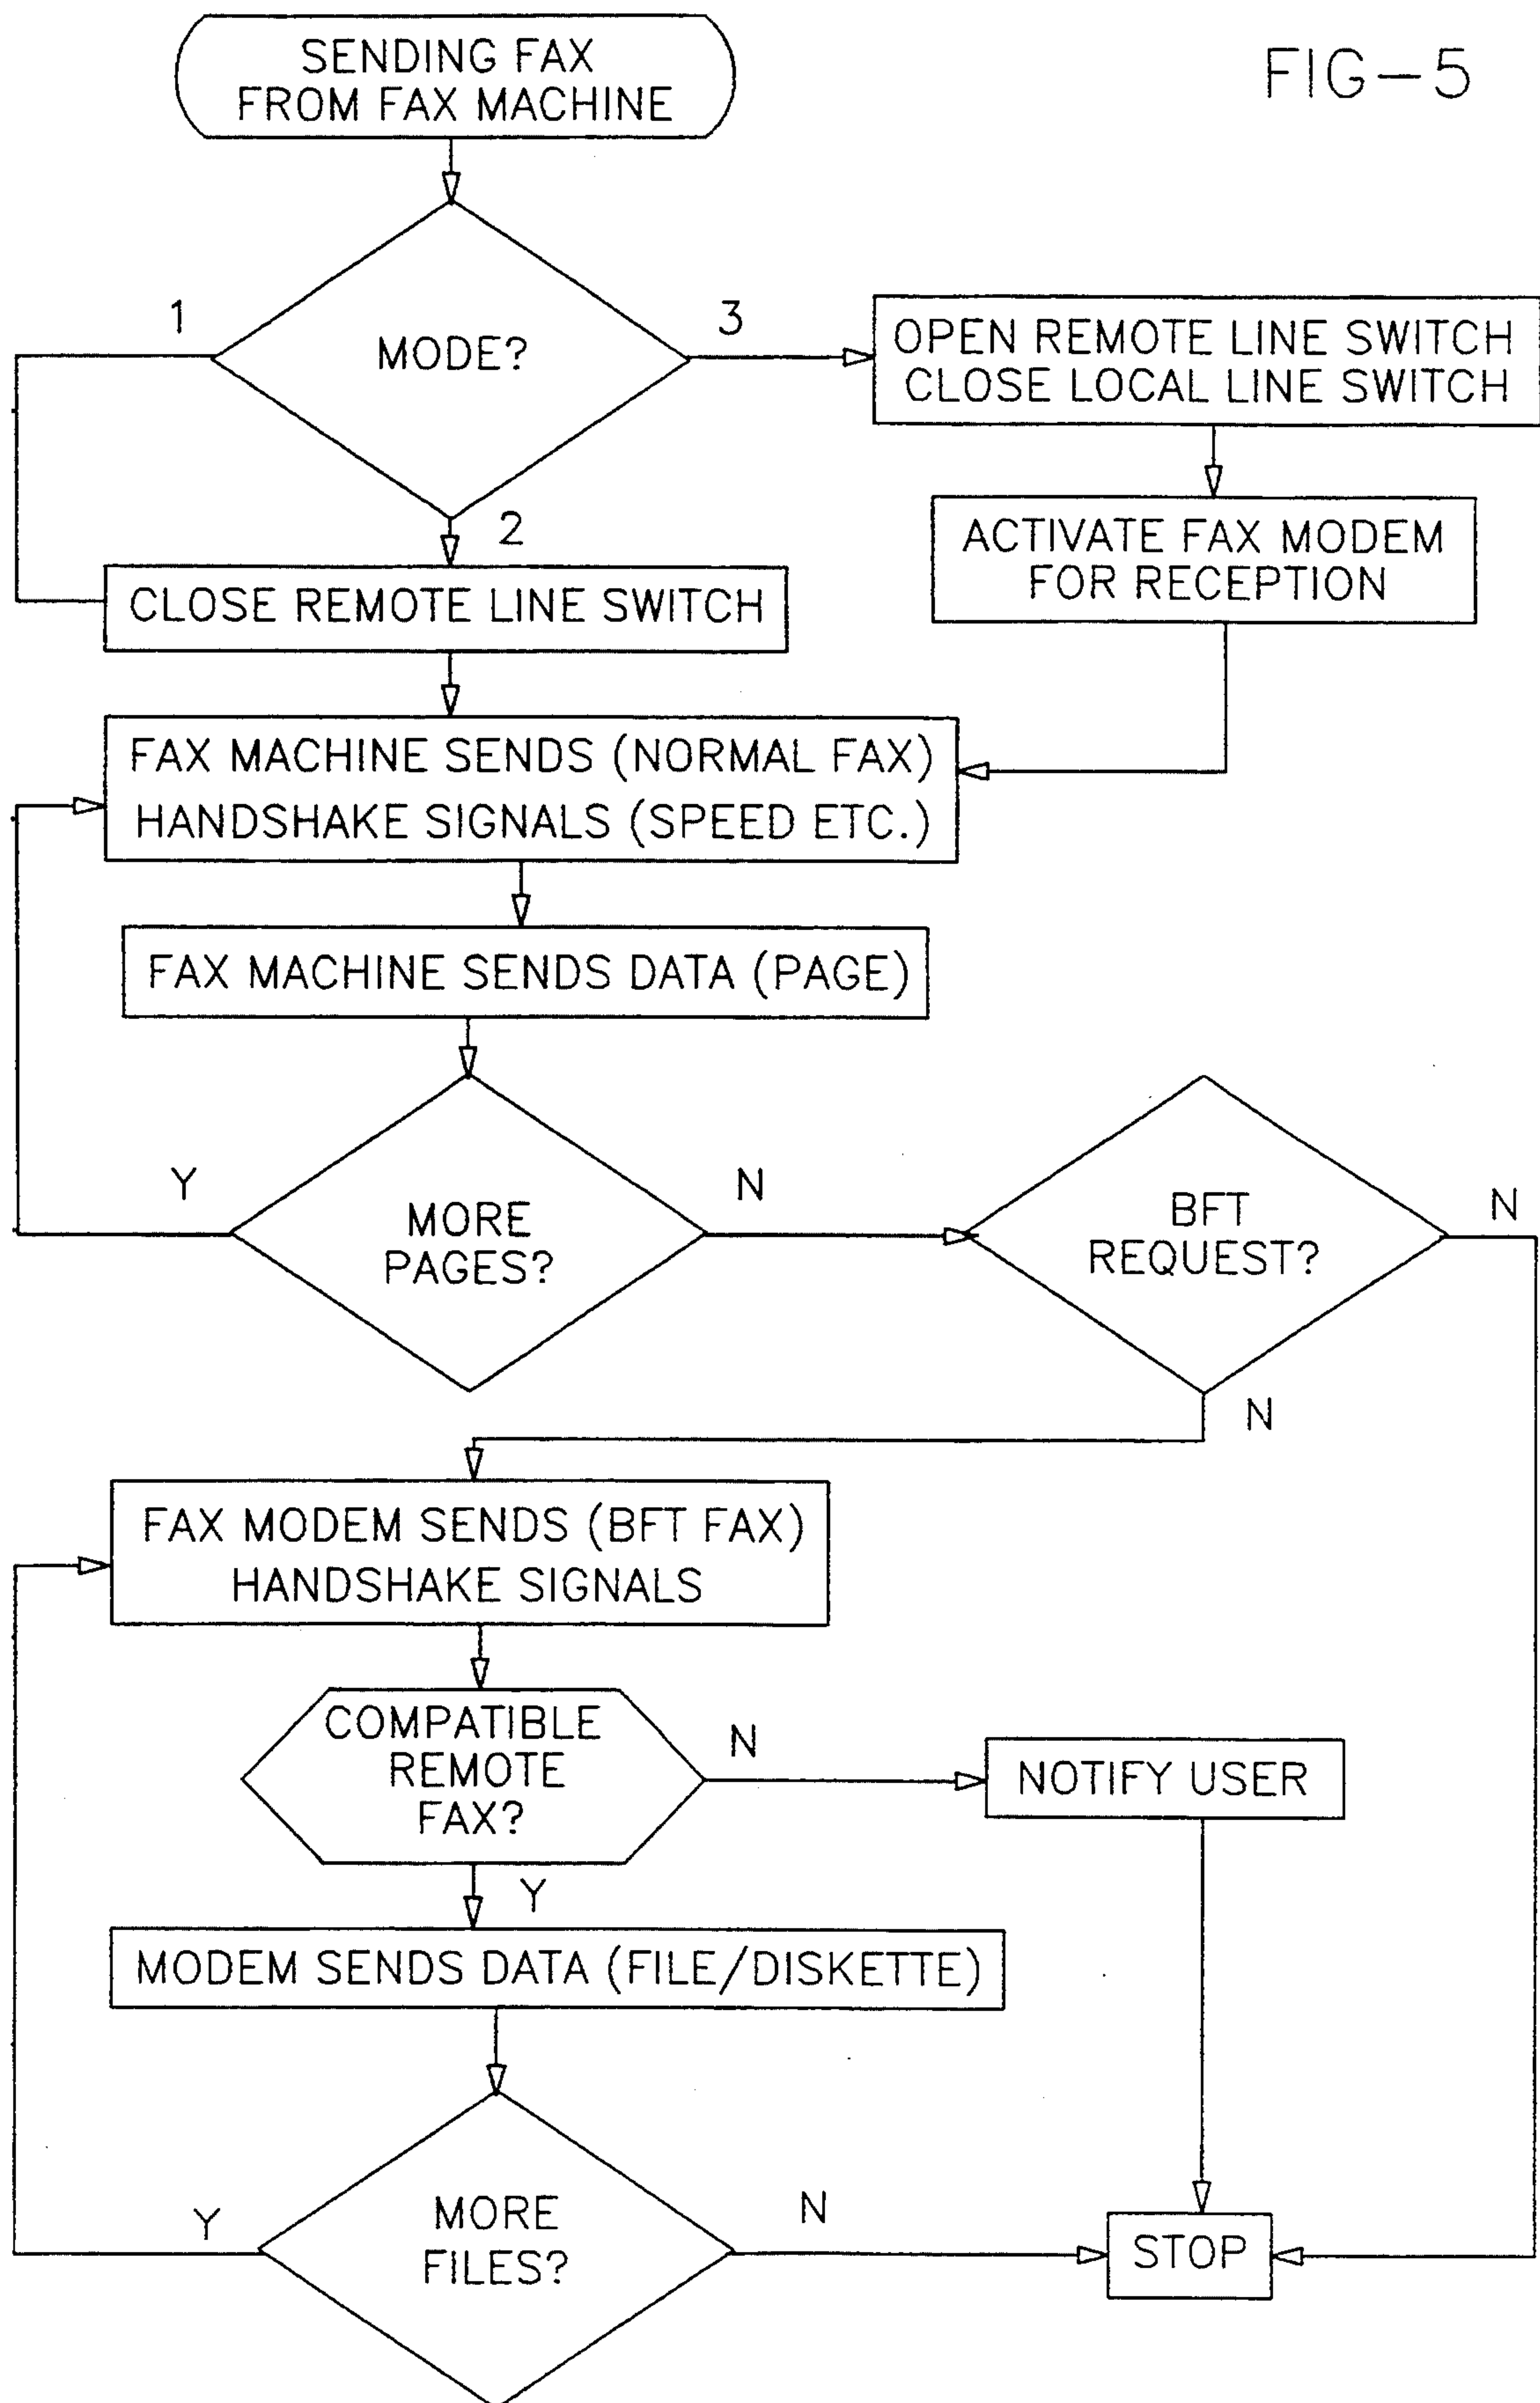 SENDING FAX
FROM FAX MACHINE
FIG-5
MODE?
1
3
2
OPEN REMOTE LINE SWITCH
CLOSE LOCAL LINE SWITCH
ACTIVATE FAX MODEM
FOR RECEPTION
CLOSE REMOTE LINE SWITCH
FAX MACHINE SENDS (NORMAL FAX)
HANDSHAKE SIGNALS (SPEED ETC.)
FAX MACHINE SENDS DATA (PAGE)
MORE
PAGES?
Y
N
BFT
REQUEST?
N
N
FAX MODEM SENDS (BFT FAX)
HANDSHAKE SIGNALS
COMPATIBLE
REMOTE
FAX?
N
NOTIFY USER
Y
MODEM SENDS DATA (FILE/DISKETTE)
MORE
FILES?
Y
N
STOP